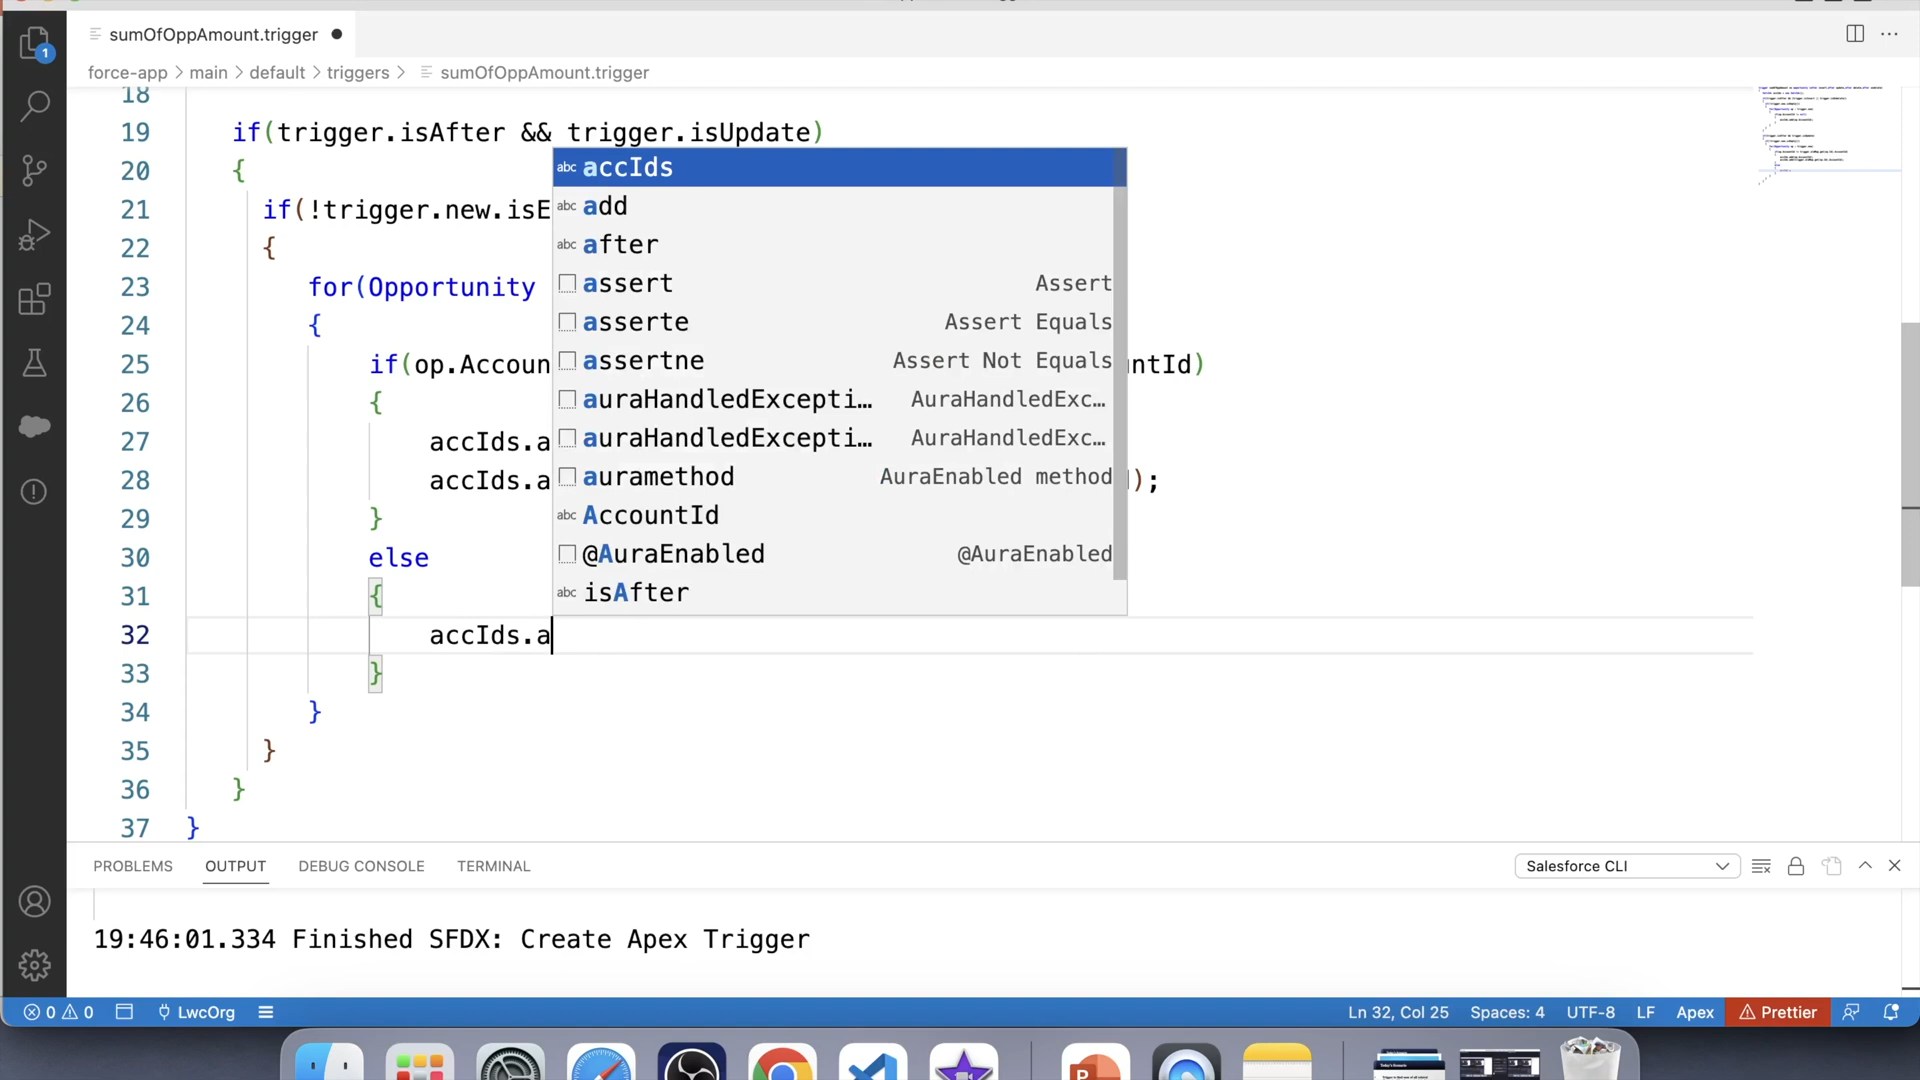 sumOfOppAmount.trigger
force-app > main > default > triggers > sumOfOppAmount.trigger
18
19 if(trigger.isAfter && trigger.isUpdate)
20 {
21 if(!trigger.new.isE
22 {
23 for(Opportunity
24 {
25 if(op.Accoun ntId)
26 {
27 accIds.a
28 accIds.a );
29 }
30 else
31 {
32 accIds.a
33 }
34 }
35 }
36 }
37 }
abc accIds
abc add
abc after
assert Assert
asserte Assert Equals
assertne Assert Not Equals
auraHandledExcepti… AuraHandledExc…
auraHandledExcepti… AuraHandledExc…
auramethod AuraEnabled method
abc AccountId
@AuraEnabled @AuraEnabled
abc isAfter
1
PROBLEMS OUTPUT DEBUG CONSOLE TERMINAL Salesforce CLI
19:46:01.334 Finished SFDX: Create Apex Trigger
0 0 LwcOrg Ln 32, Col 25 Spaces: 4 UTF-8 LF Apex Prettier
P